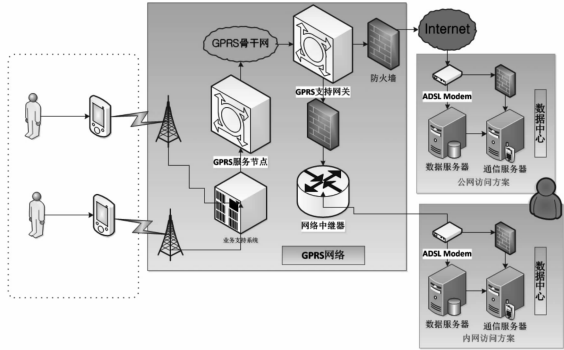 GPRS骨干网
Internet
GPRS支持网关
防火墙
ADSL Modem
数据中心
数据服务器
通信服务器
公网访问方案
GPRS服务节点
网络中继器
业务支持系统
GPRS网络
ADSL Modem
数据中心
数据服务器
通信服务器
内网访问方案